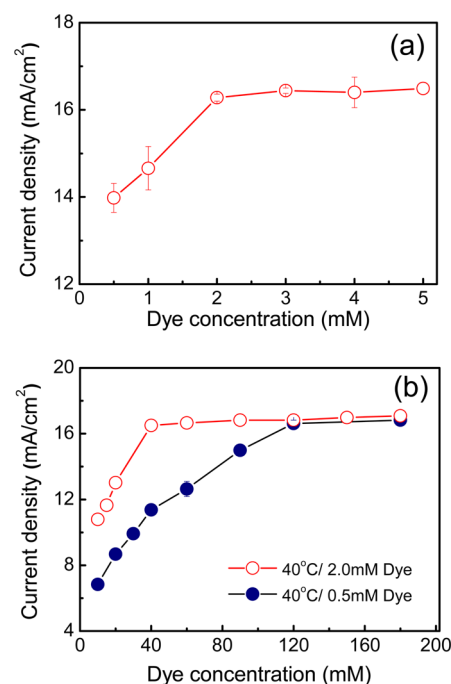 (a)
Current density (mA/cm²)
18
16
14
12
0 1 2 3 4 5
Dye concentration (mM)
(b)
Current density (mA/cm²)
20
16
12
8
4
40°C/ 2.0mM Dye
40°C/ 0.5mM Dye
0 40 80 120 160 200
Dye concentration (mM)